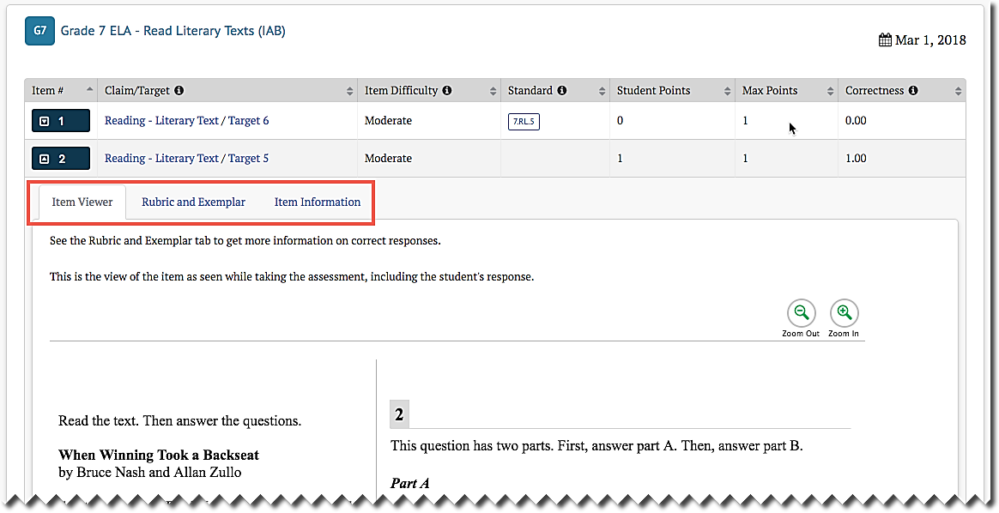 G7 Grade 7 ELA - Read Literary Texts (IAB)
Mar 1, 2018
Item # Claim/Target Item Difficulty Standard Student Points Max Points Correctness
1 Reading - Literary Text / Target 6 Moderate 7.RL.5 0 1 0.00
2 Reading - Literary Text / Target 5 Moderate 1 1 1.00
Item Viewer Rubric and Exemplar Item Information
See the Rubric and Exemplar tab to get more information on correct responses.
This is the view of the item as seen while taking the assessment, including the student's response.
Zoom Out Zoom In
Read the text. Then answer the questions.
When Winning Took a Backseat
by Bruce Nash and Allan Zullo
2
This question has two parts. First, answer part A. Then, answer part B.
Part A